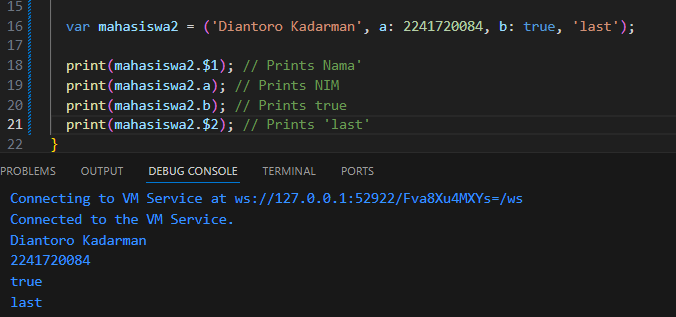 15
16 var mahasiswa2 = ('Diantoro Kadarman', a: 2241720084, b: true, 'last');
17
18 print(mahasiswa2.$1); // Prints Nama'
19 print(mahasiswa2.a); // Prints NIM
20 print(mahasiswa2.b); // Prints true
21 print(mahasiswa2.$2); // Prints 'last'
22 }
PROBLEMS OUTPUT DEBUG CONSOLE TERMINAL PORTS
Connecting to VM Service at ws://127.0.0.1:52922/Fva8Xu4MXYs=/ws
Connected to the VM Service.
Diantoro Kadarman
2241720084
true
last